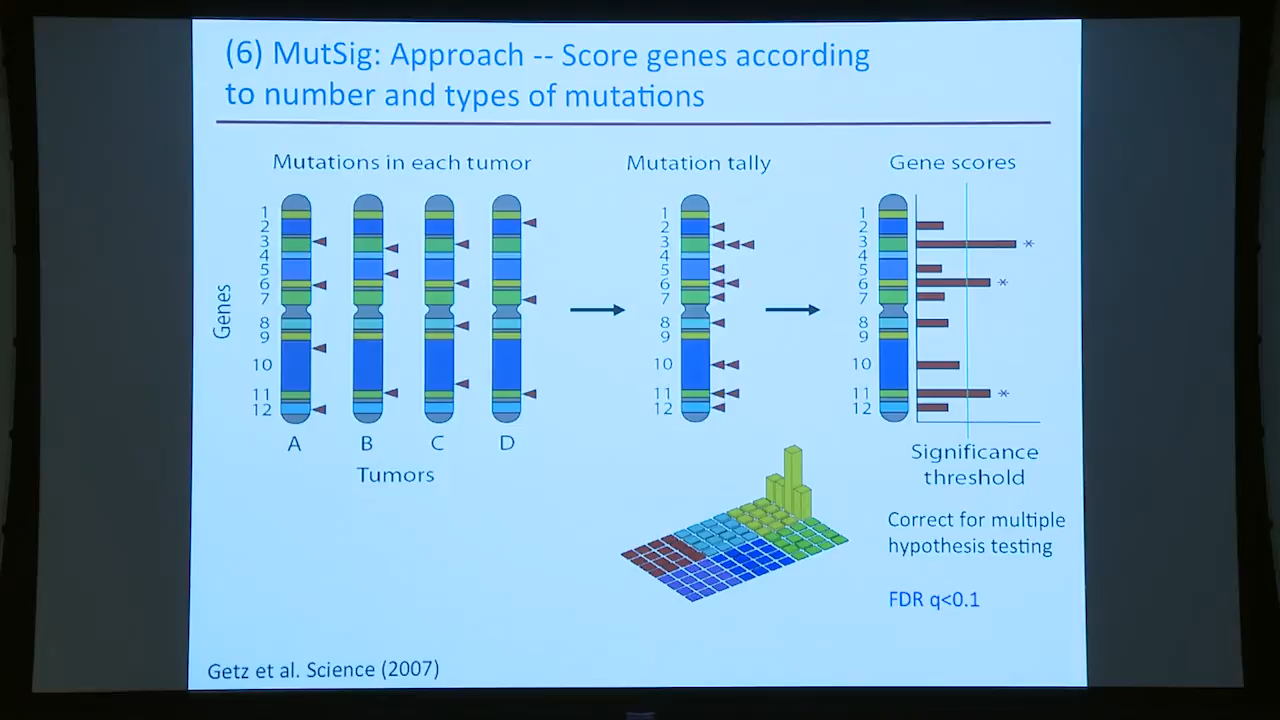 (6) MutSig: Approach -- Score genes according
to number and types of mutations
Mutations in each tumor
Mutation tally
Gene scores
Genes
1
2
3
4
5
6
7
8
9
10
11
12
A
B
C
D
Tumors
1
2
3
4
5
6
7
8
9
10
11
12
1
2
3
4
5
6
7
8
9
10
11
12
*
*
*
Significance
threshold
Correct for multiple
hypothesis testing
FDR q<0.1
Getz et al. Science (2007)